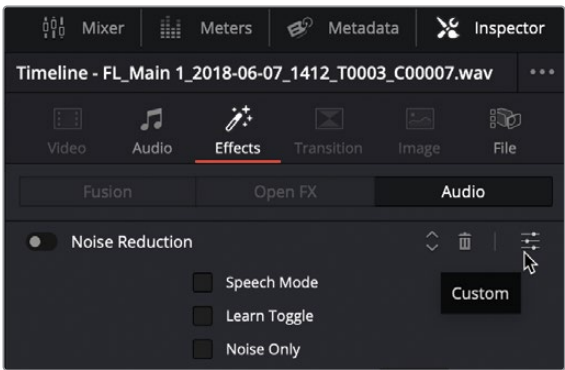 Mixer Meters Metadata Inspector
Timeline - FL_Main 1_2018-06-07_1412_T0003_C00007.wav
Video Audio Effects Transition Image File
Fusion Open FX Audio
Noise Reduction
Speech Mode
Custom
Learn Toggle
Noise Only